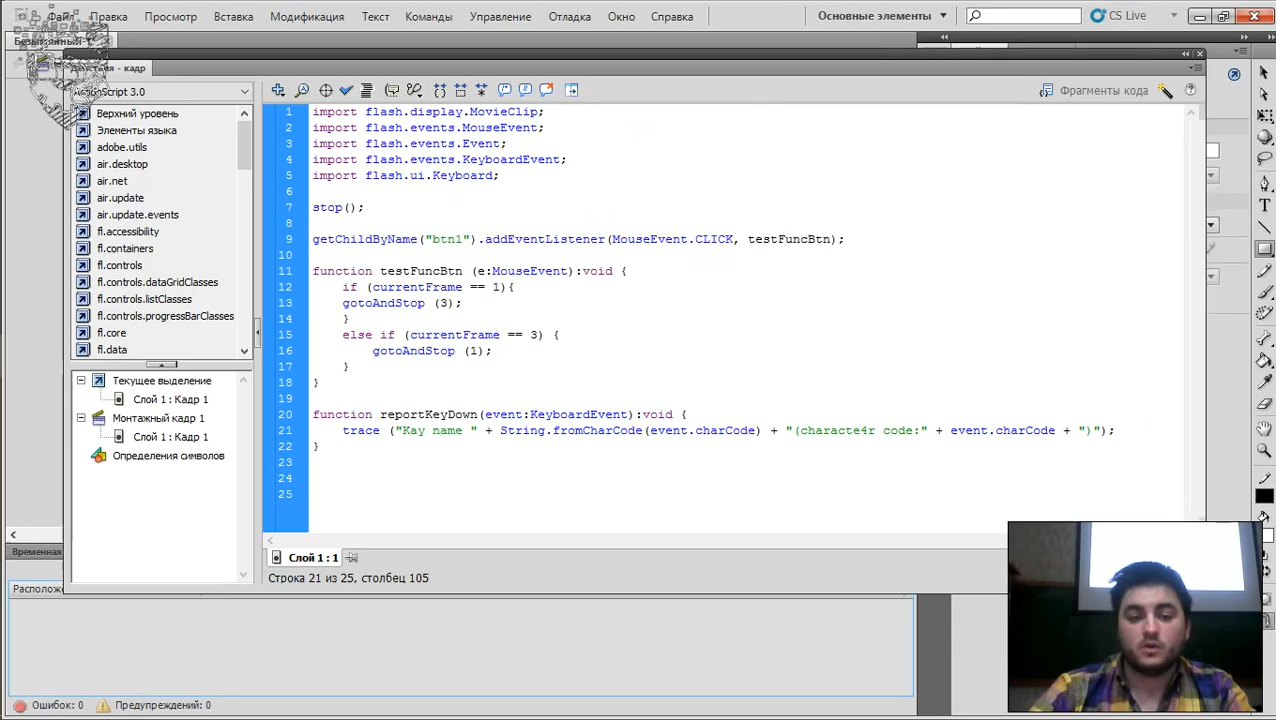 Файл Правка Просмотр Вставка Модификация Текст Команды Управление Отладка Окно Справка Основные элементы CS Live
Безымянный-1
Действия - кадр
ActionScript 3.0
Фрагменты кода
Верхний уровень
Элементы языка
adobe.utils
air.desktop
air.net
air.update
air.update.events
fl.accessibility
fl.containers
fl.controls
fl.controls.dataGridClasses
fl.controls.listClasses
fl.controls.progressBarClasses
fl.core
fl.data
Текущее выделение
Слой 1 : Кадр 1
Монтажный кадр 1
Слой 1 : Кадр 1
Определения символов
1 import flash.display.MovieClip;
2 import flash.events.MouseEvent;
3 import flash.events.Event;
4 import flash.events.KeyboardEvent;
5 import flash.ui.Keyboard;
6
7 stop();
8
9 getChildByName("btn1").addEventListener(MouseEvent.CLICK, testFuncBtn);
10
11 function testFuncBtn (e:MouseEvent):void {
12 if (currentFrame == 1){
13 gotoAndStop (3);
14 }
15 else if (currentFrame == 3) {
16 gotoAndStop (1);
17 }
18 }
19
20 function reportKeyDown(event:KeyboardEvent):void {
21 trace ("Kay name " + String.fromCharCode(event.charCode) + "(characte4r code:" + event.charCode + ")");
22 }
23
24
25
Слой 1 : 1
Строка 21 из 25, столбец 105
Временная
Располож
Ошибок: 0 Предупреждений: 0